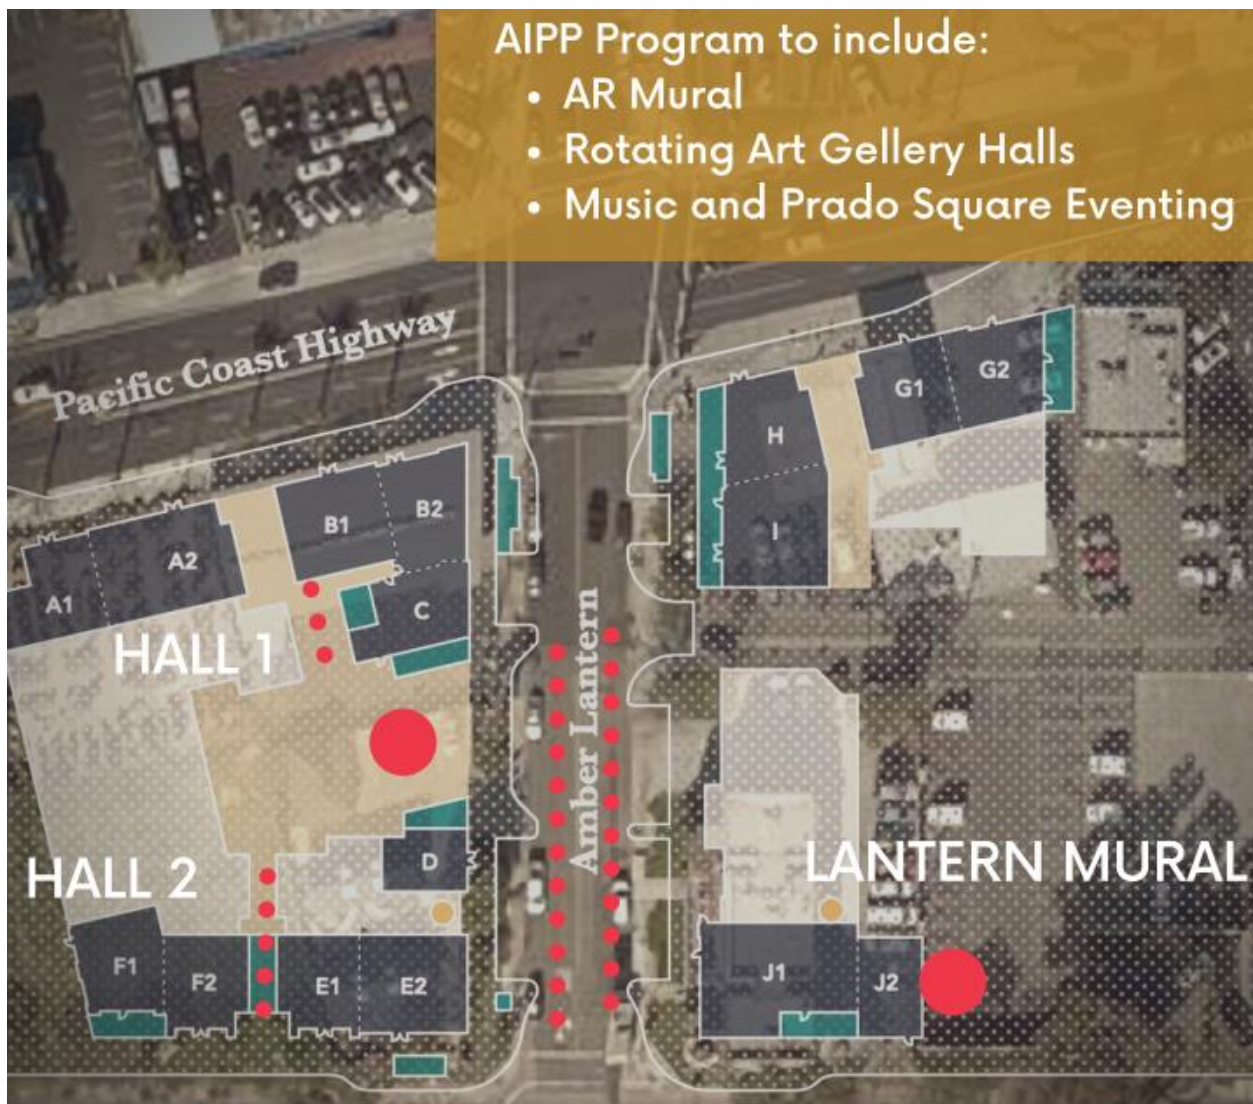 AIPP Program to include:
• AR Mural
• Rotating Art Gellery Halls
• Music and Prado Square Eventing
Pacific Coast Highway
G2
G1
H
B2
B1
I
A2
A1
C
HALL 1
Amber Lantern
D
HALL 2
LANTERN MURAL
F1
F2
E1
E2
J1
J2